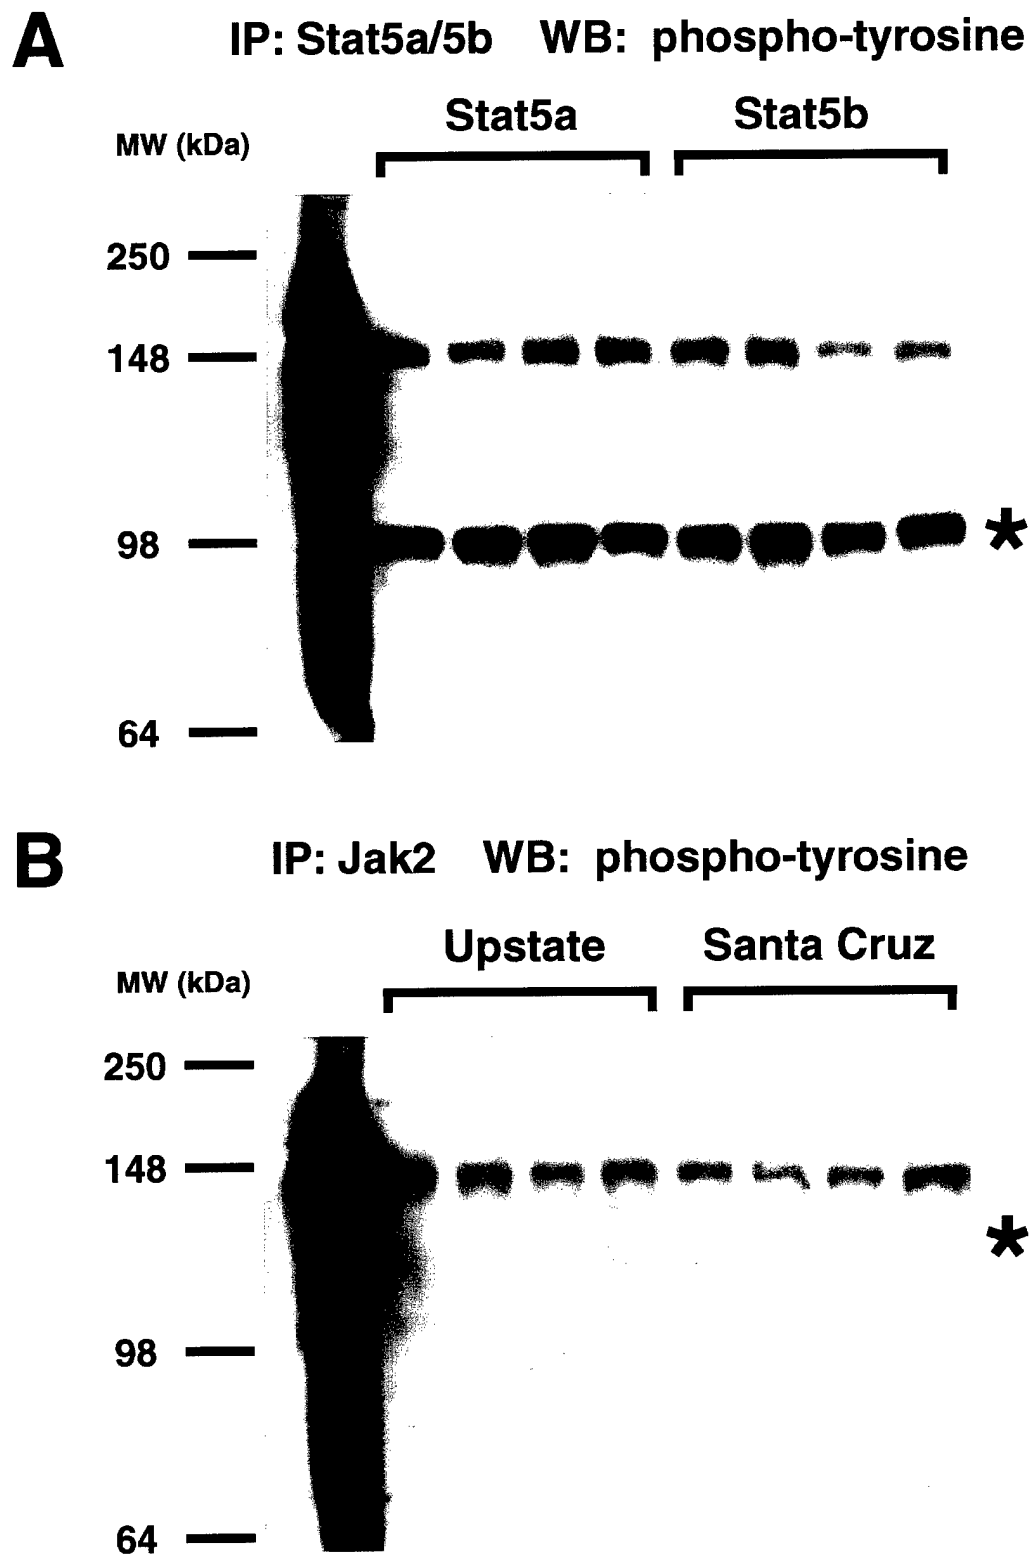 A
IP: Stat5a/5b WB: phospho-tyrosine
Stat5a Stat5b
MW (kDa)
250
148
98 *
64
B
IP: Jak2 WB: phospho-tyrosine
Upstate Santa Cruz
MW (kDa)
250
148
*
98
64